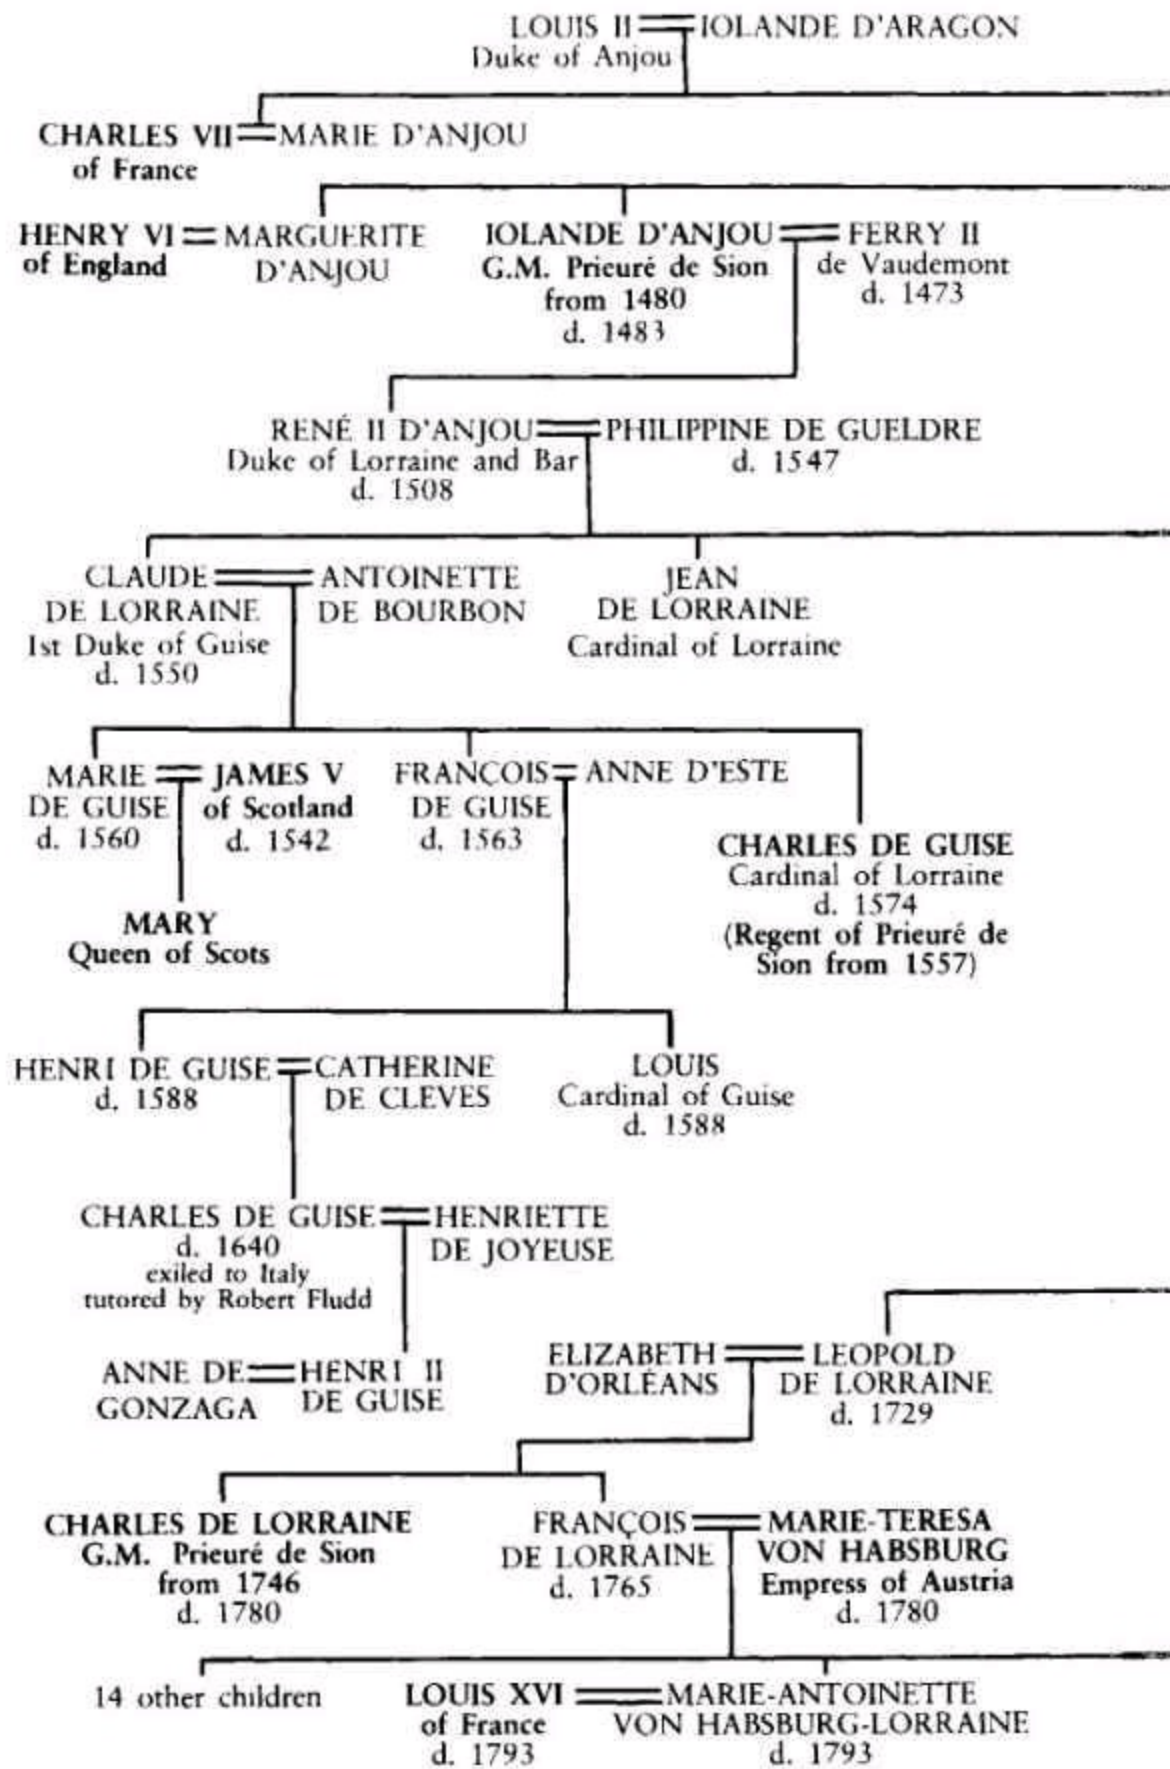 LOUIS II IOLANDE D'ARAGON
Duke of Anjou
CHARLES VII MARIE D'ANJOU
of France
HENRY VI MARGUERITE
of England D'ANJOU
IOLANDE D'ANJOU FERRY II
G.M. Prieuré de Sion de Vaudemont
from 1480 d. 1473
d. 1483
RENÉ II D'ANJOU PHILIPPINE DE GUELDRE
Duke of Lorraine and Bar d. 1547
d. 1508
CLAUDE ANTOINETTE
DE LORRAINE DE BOURBON
1st Duke of Guise
d. 1550
JEAN
DE LORRAINE
Cardinal of Lorraine
MARIE JAMES V
DE GUISE of Scotland
d. 1560 d. 1542
FRANÇOIS ANNE D'ESTE
DE GUISE
d. 1563
CHARLES DE GUISE
Cardinal of Lorraine
d. 1574
(Regent of Prieuré de
Sion from 1557)
MARY
Queen of Scots
HENRI DE GUISE CATHERINE
d. 1588 DE CLEVES
LOUIS
Cardinal of Guise
d. 1588
CHARLES DE GUISE HENRIETTE
d. 1640 DE JOYEUSE
exiled to Italy
tutored by Robert Fludd
ANNE DE HENRI II
GONZAGA DE GUISE
ELIZABETH LEOPOLD
D'ORLÉANS DE LORRAINE
d. 1729
CHARLES DE LORRAINE
G.M. Prieuré de Sion
from 1746
d. 1780
FRANÇOIS MARIE-TERESA
DE LORRAINE VON HABSBURG
d. 1765 Empress of Austria
d. 1780
14 other children
LOUIS XVI MARIE-ANTOINETTE
of France VON HABSBURG-LORRAINE
d. 1793 d. 1793